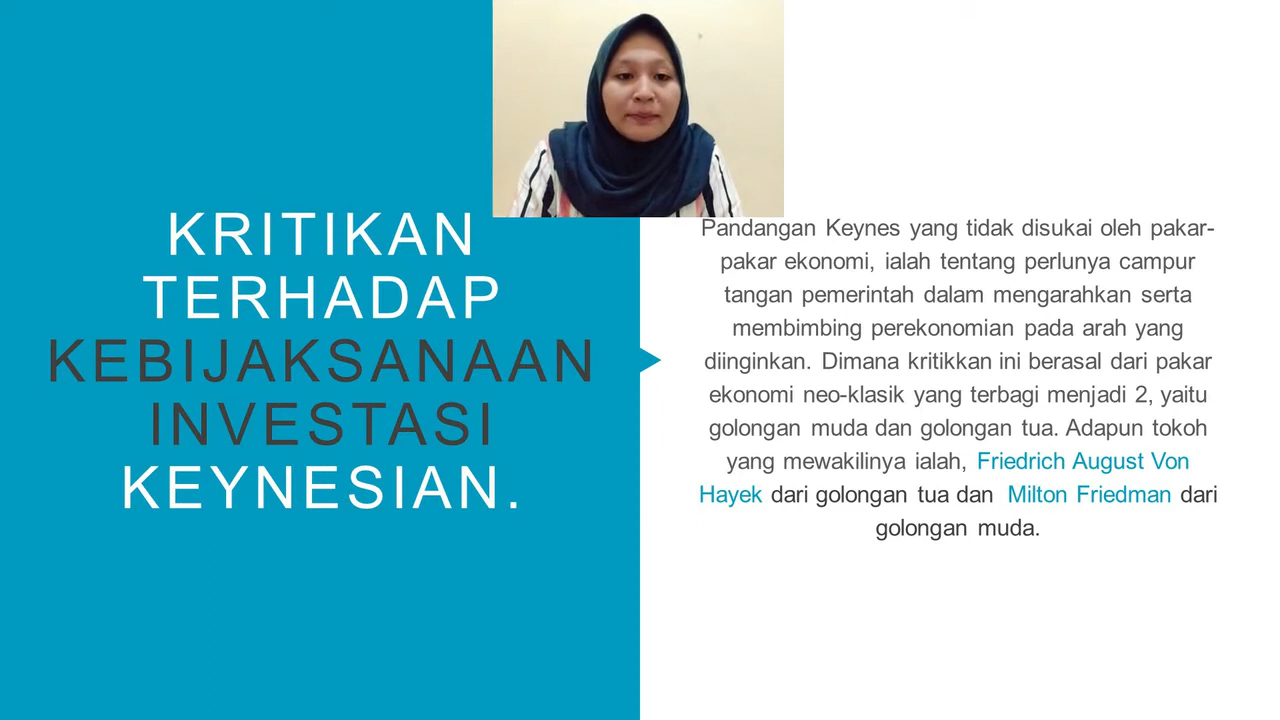 KRITIKAN
TERHADAP
KEBIJAKSANAAN
INVESTASI
KEYNESIAN.
Pandangan Keynes yang tidak disukai oleh pakar-
pakar ekonomi, ialah tentang perlunya campur
tangan pemerintah dalam mengarahkan serta
membimbing perekonomian pada arah yang
diinginkan. Dimana kritikkan ini berasal dari pakar
ekonomi neo-klasik yang terbagi menjadi 2, yaitu
golongan muda dan golongan tua. Adapun tokoh
yang mewakilinya ialah, Friedrich August Von
Hayek dari golongan tua dan Milton Friedman dari
golongan muda.